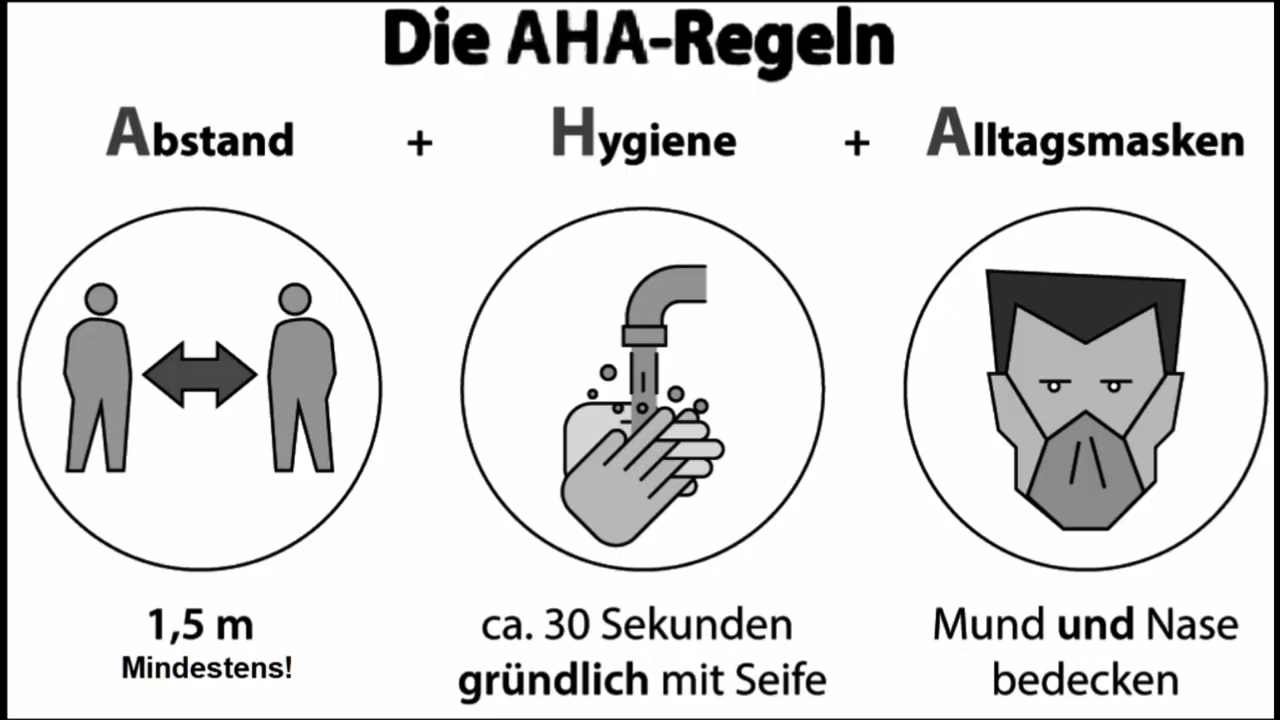 Die AHA-Regeln
Abstand + Hygiene + Alltagsmasken
1,5 m
Mindestens!
ca. 30 Sekunden
gründlich mit Seife
Mund und Nase
bedecken